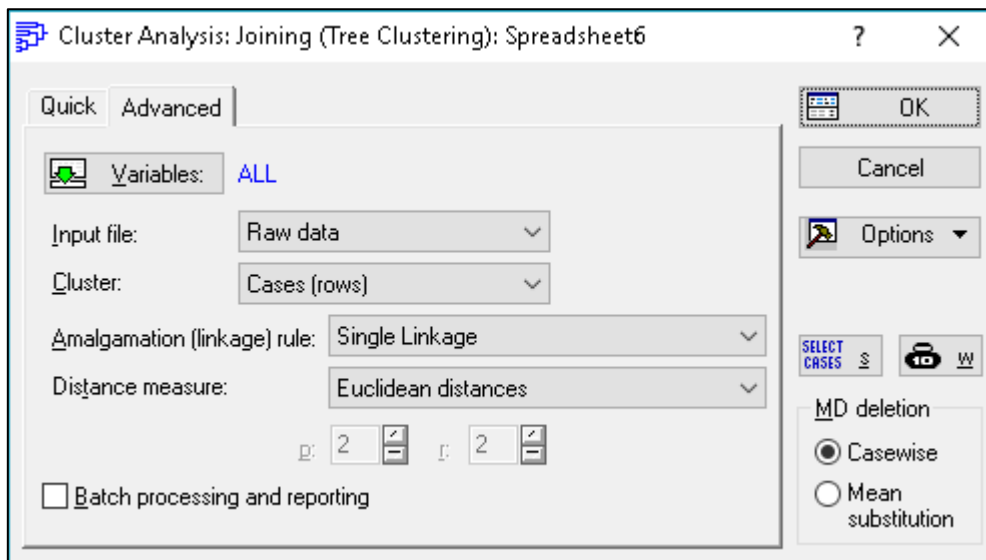 Cluster Analysis: Joining (Tree Clustering): Spreadsheet6 ?
Quick Advanced
OK
Variables: ALL
Cancel
Input file: Raw data
Options
Cluster: Cases (rows)
Amalgamation (linkage) rule: Single Linkage
SELECT CASES S
10 W
Distance measure: Euclidean distances
MD deletion
p: 2 r: 2
Casewise
Batch processing and reporting
Mean
substitution